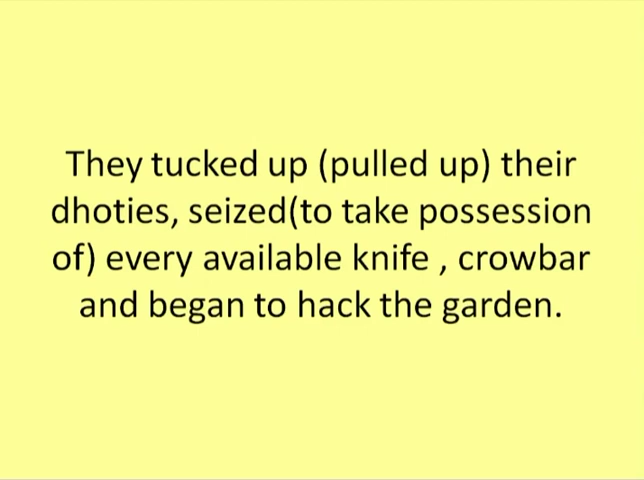 They tucked up (pulled up) their
dhoties, seized(to take possession
of) every available knife , crowbar
and began to hack the garden.